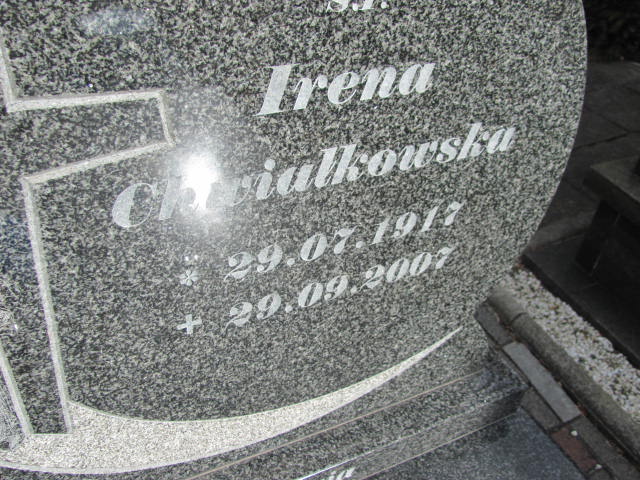 Irena
Chwiałkowska
* 29.07.1917
+ 29.09.2007